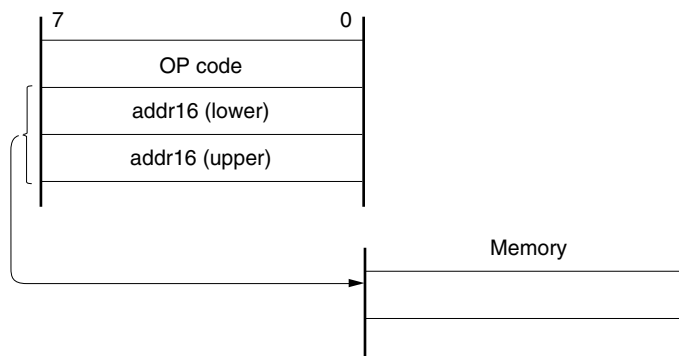 7 0
OP code
addr16 (lower)
addr16 (upper)
Memory